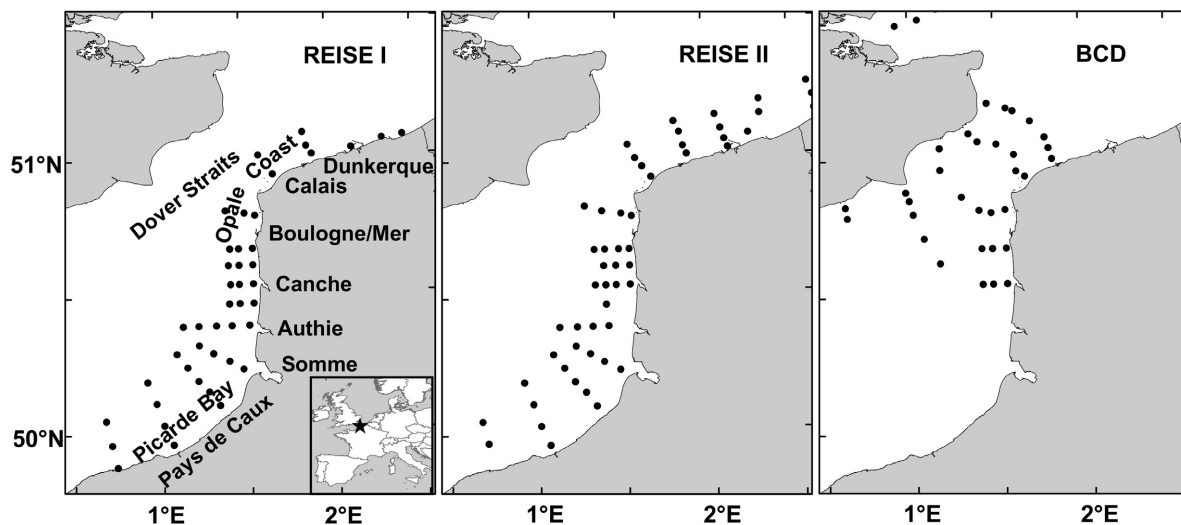 REISE I
REISE II
BCD
51°N
Dover Straits
Opale Coast
Dunkerque
Calais
Boulogne/Mer
Canche
Authie
Somme
Picarde Bay
Pays de Caux
50°N
1°E
2°E
1°E
2°E
1°E
2°E